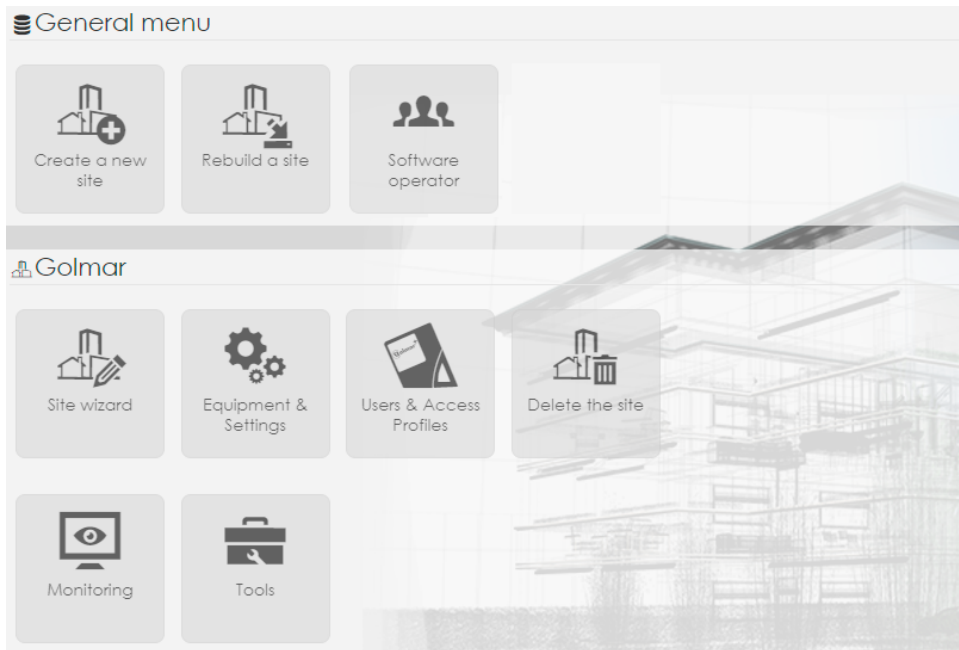 General menu
Create a new
site
Rebuild a site
Software
operator
Golmar
Site wizard
Equipment &
Settings
Golmar
Users & Access
Profiles
Delete the site
Monitoring
Tools